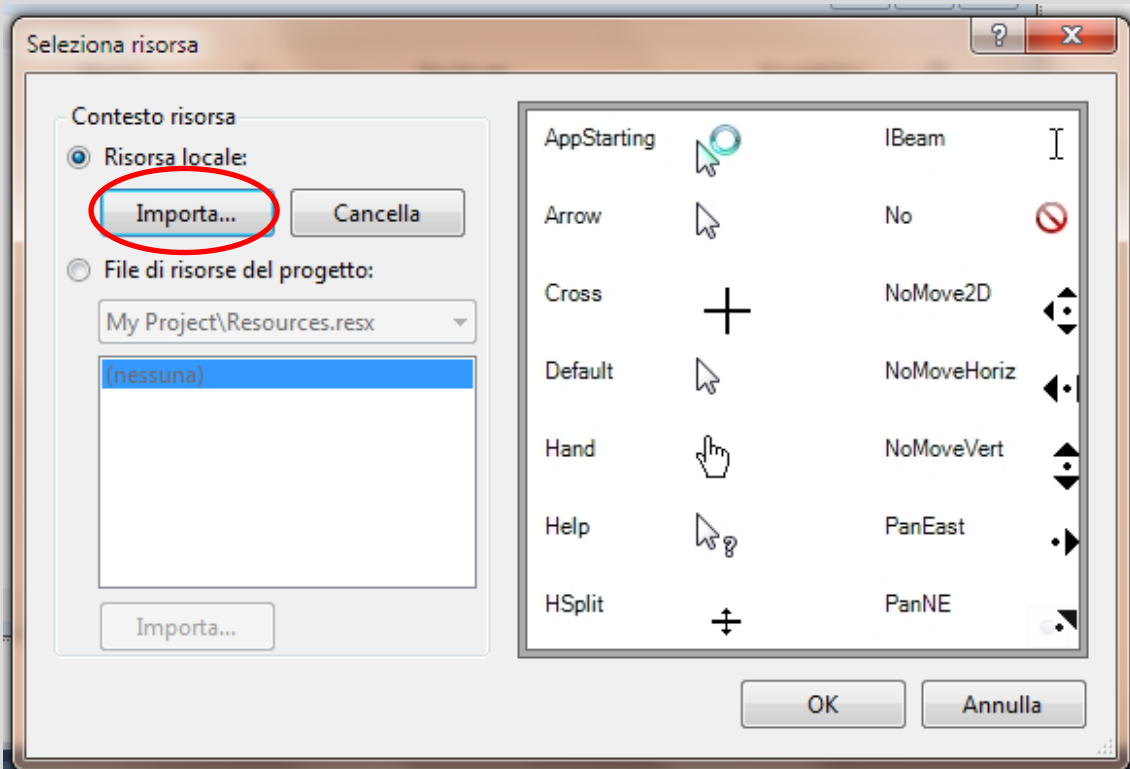 Seleziona risorsa
Contesto risorsa
Risorsa locale:
Importa...
Cancella
File di risorse del progetto:
My Project\Resources.resx
(nessuna)
Importa...
AppStarting
IBeam
Arrow
No
Cross
NoMove2D
Default
NoMoveHoriz
Hand
NoMoveVert
Help
PanEast
HSplit
PanNE
OK
Annulla